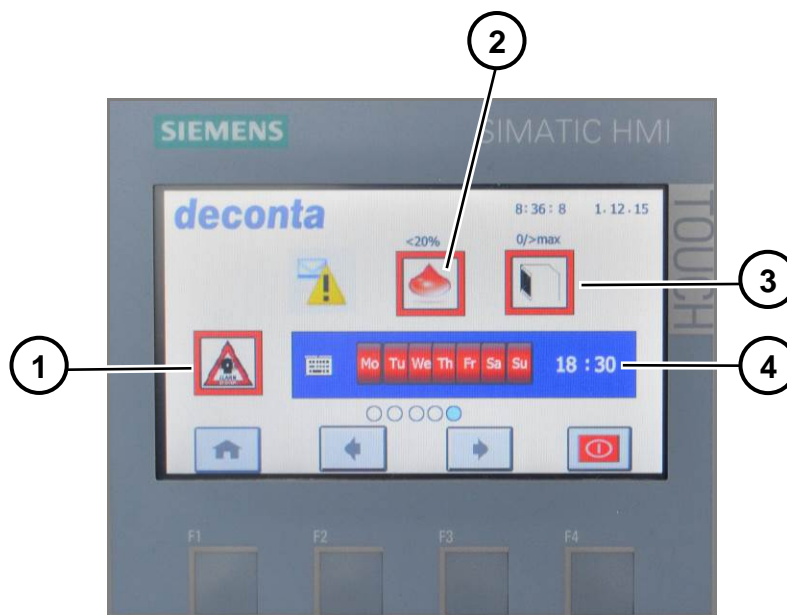 2
SIEMENS SIMATIC HMI
TOUCH
deconta 8:36: 8 1.12.15
<20% 0/>max
3
1
Mo Tu We Th Fr Sa Su 18 : 30
4
F1 F2 F3 F4